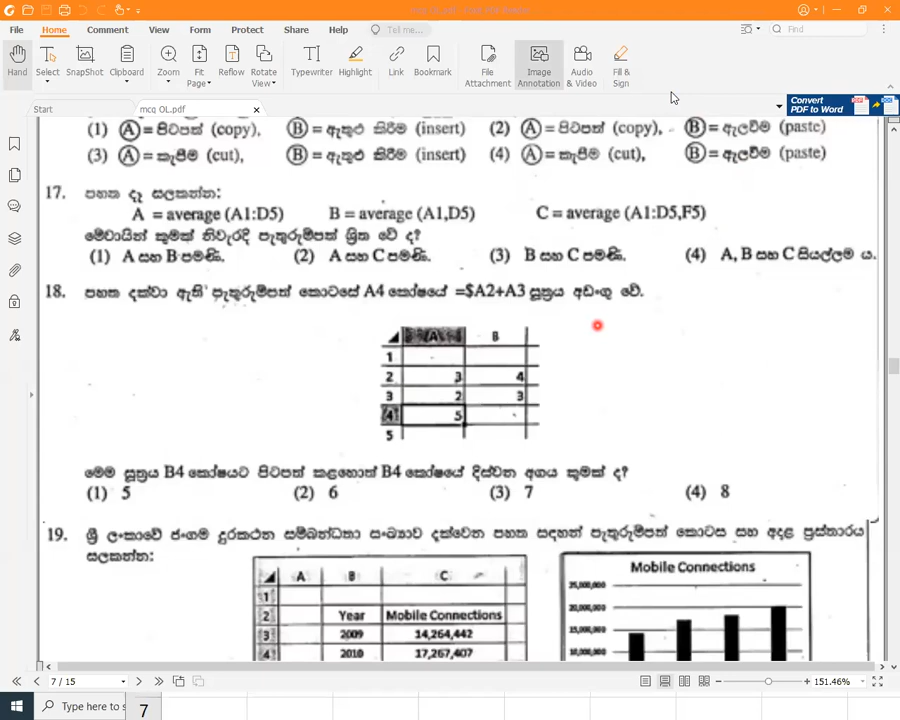 mcq OL.pdf
File Home Comment View Form Protect Share Help Tell me... Find
Hand Select SnapShot Clipboard Zoom Fit Page Reflow Rotate View Typewriter Highlight Link Bookmark File Attachment Image Annotation Audio & Video Fill & Sign
Start mcq OL.pdf
Convert PDF to Word
(1) Ⓐ = පිටපත් (copy), Ⓑ = ඇතුළු කිරීම (insert) (2) Ⓐ = පිටපත් (copy), Ⓑ = ඇලවීම (paste)
(3) Ⓐ = කැපීම (cut), Ⓑ = ඇතුළු කිරීම (insert) (4) Ⓐ = කැපීම (cut), Ⓑ = ඇලවීම (paste)
17. පහත දෑ සලකන්න:
A = average (A1:D5) B = average (A1,D5) C = average (A1:D5,F5)
මේවායින් කුමක් නිවැරදි පැතුරුම්පත් ශ්‍රිත වේ ද?
(1) A සහ B පමණි. (2) A සහ C පමණි. (3) B සහ C පමණි. (4) A, B සහ C සියල්ලම ය.
18. පහත දක්වා ඇති පැතුරුම්පත් කොටසේ A4 කෝෂයේ =$A2+A3 සූත්‍රය අඩංගු වේ.
A B
1
2 3 4
3 2 3
4 5
5
මෙම සූත්‍රය B4 කෝෂයට පිටපත් කළහොත් B4 කෝෂයේ දිස්වන අගය කුමක් ද?
(1) 5 (2) 6 (3) 7 (4) 8
19. ශ්‍රී ලංකාවේ ජංගම දුරකථන සම්බන්ධතා සංඛ්‍යාව දක්වෙන පහත සඳහන් පැතුරුම්පත් කොටස සහ අදළ ප්‍රස්තාරය
සලකන්න:
A B C
1
2 Year Mobile Connections
3 2009 14,264,442
4 2010 17,267,407
Mobile Connections
25,000,000
20,000,000
15,000,000
10,000,000
7 / 15 151.46%
Type here to s 7